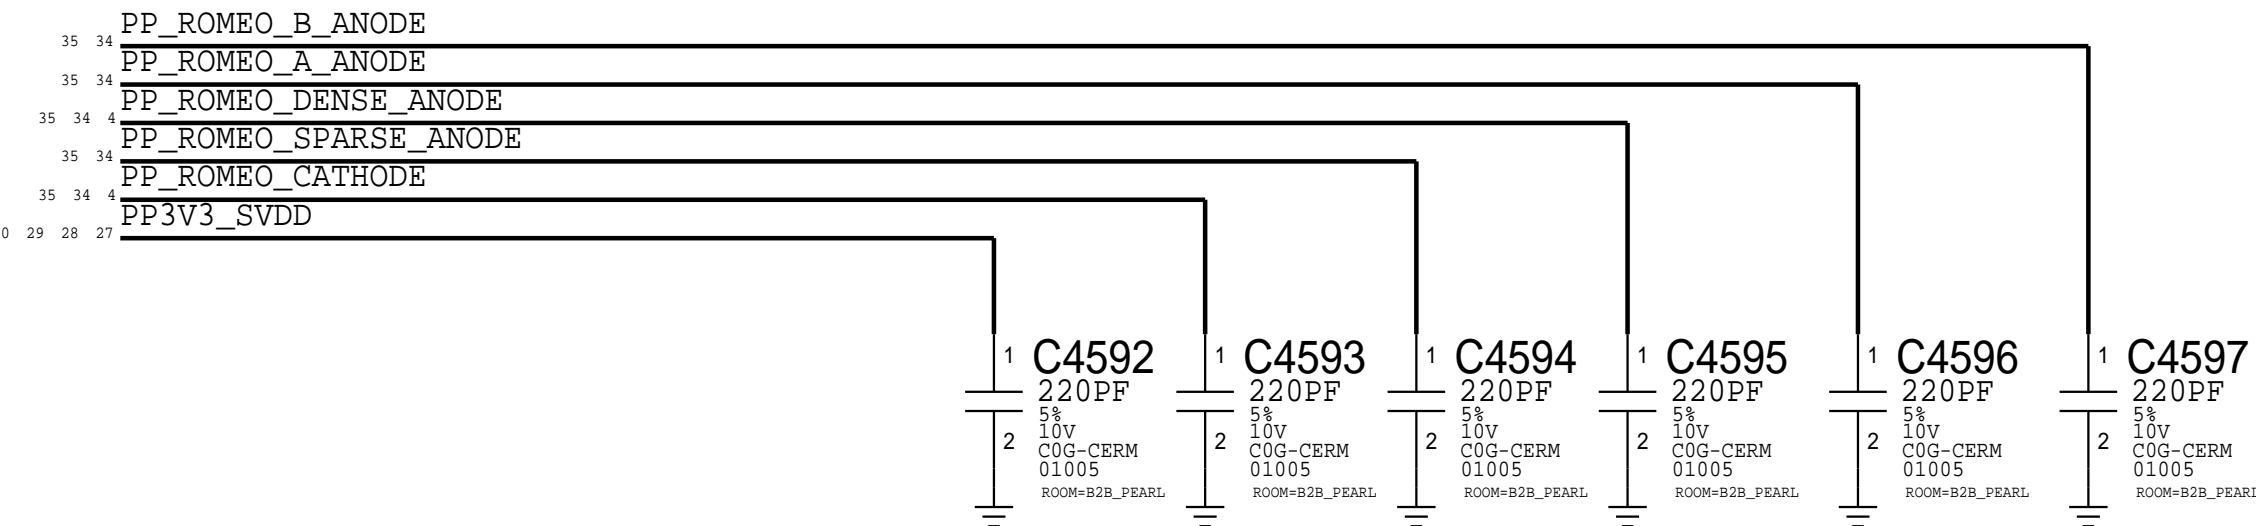 PP_ROMEO_B_ANODE
35 34
PP_ROMEO_A_ANODE
35 34
PP_ROMEO_DENSE_ANODE
35 34 4
PP_ROMEO_SPARSE_ANODE
35 34
PP_ROMEO_CATHODE
35 34 4
PP3V3_SVDD
0 29 28 27
1 C4592 1 C4593 1 C4594 1 C4595 1 C4596 1 C4597
220PF 220PF 220PF 220PF 220PF 220PF
5% 5% 5% 5% 5% 5%
10V 10V 10V 10V 10V 10V
2 2 2 2 2 2
C0G-CERM C0G-CERM C0G-CERM C0G-CERM C0G-CERM C0G-CERM
01005 01005 01005 01005 01005 01005
ROOM=B2B_PEARL ROOM=B2B_PEARL ROOM=B2B_PEARL ROOM=B2B_PEARL ROOM=B2B_PEARL ROOM=B2B_PEARL